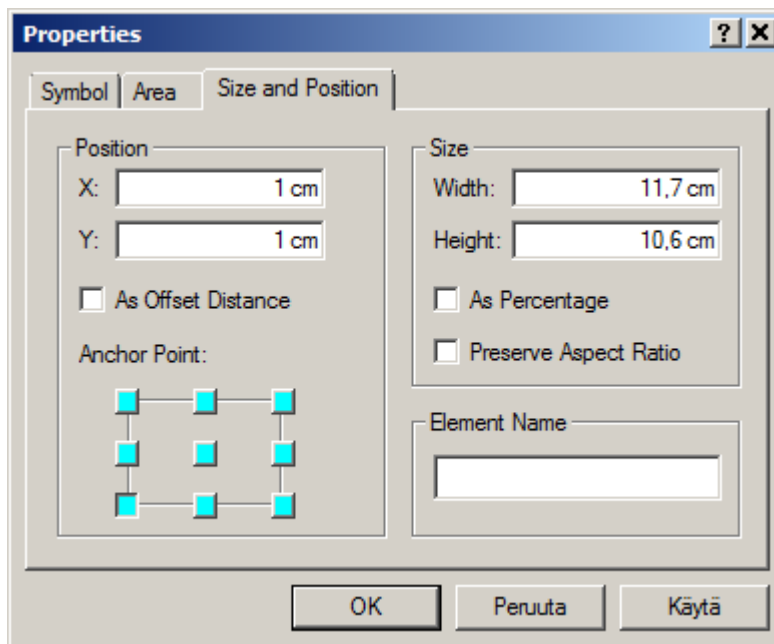 Properties
Symbol Area Size and Position
Position
X: 1 cm
Y: 1 cm
As Offset Distance
Anchor Point:
Size
Width: 11,7 cm
Height: 10,6 cm
As Percentage
Preserve Aspect Ratio
Element Name
OK Peruuta Käytä